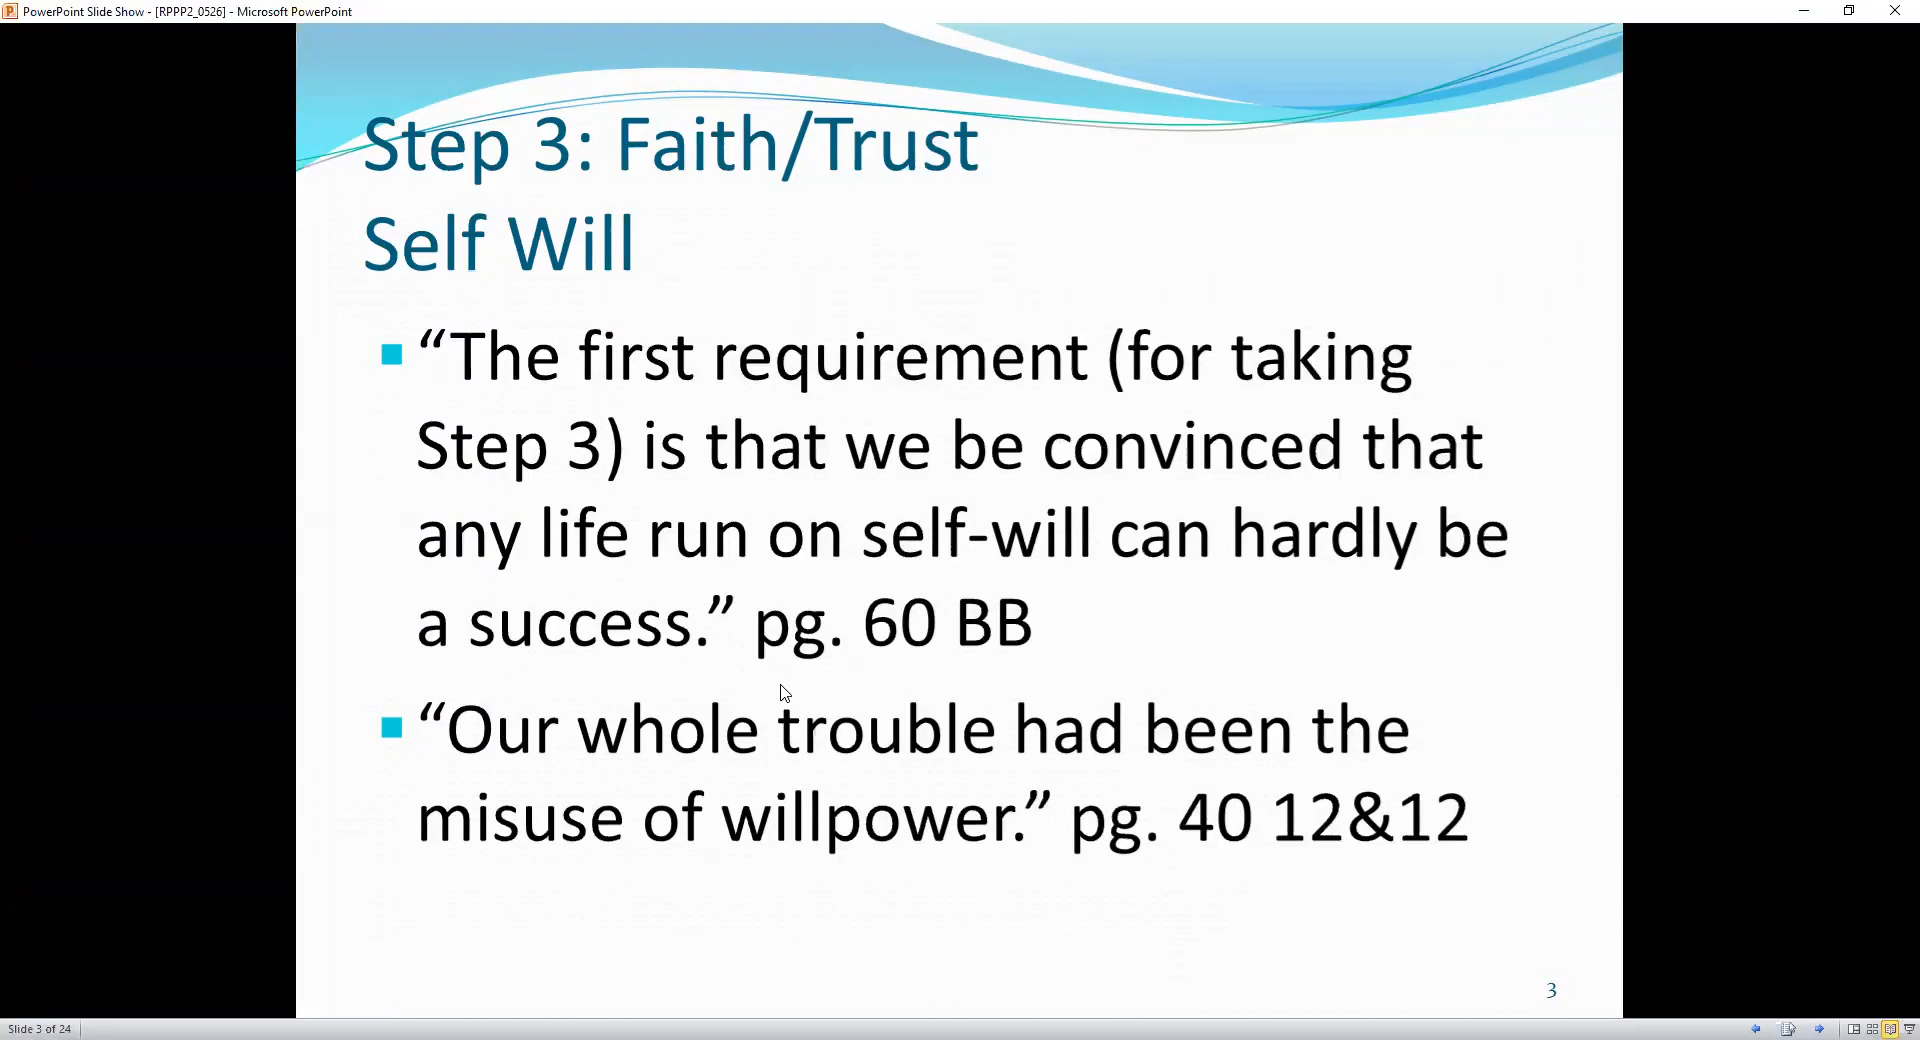 PowerPoint Slide Show - [RPPP2_0526] - Microsoft PowerPoint
Step 3: Faith/Trust
Self Will
“The first requirement (for taking
Step 3) is that we be convinced that
any life run on self-will can hardly be
a success.” pg. 60 BB
“Our whole trouble had been the
misuse of willpower.” pg. 40 12&12
3
Slide 3 of 24